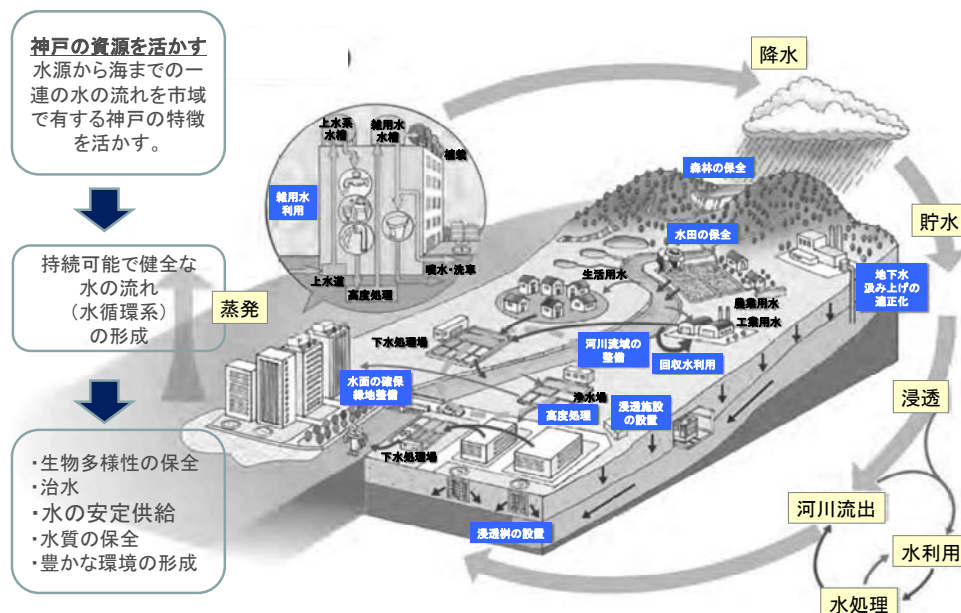 神戸の資源を活かす
水源から海までの一
連の水の流れを市域
で有する神戸の特徴
を活かす。
持続可能で健全な
水の流れ
(水循環系)
の形成
・生物多様性の保全
・治水
・水の安定供給
・水質の保全
・豊かな環境の形成
降水
貯水
浸透
河川流出
水利用
水処理
蒸発
上水系
水槽
雑用水
水槽
植栽
雑用水
利用
噴水・洗車
上水道
高度処理
森林の保全
水田の保全
生活用水
地下水
汲み上げの
適正化
農業用水
工業用水
下水処理場
河川流域の
整備
回収水利用
水面の確保
緑地整備
浄水場
高度処理
浸透施設
の設置
下水処理場
浸透桝の設置